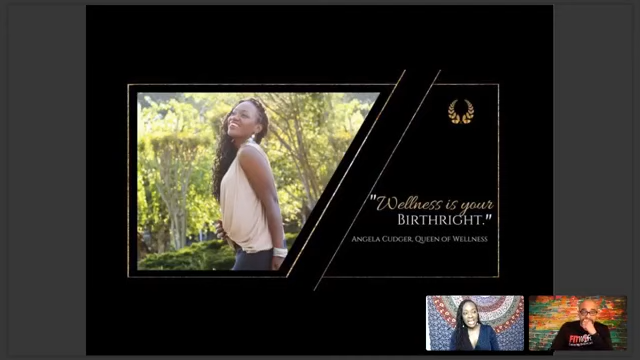 "Wellness is your
BIRTHRIGHT."
ANGELA CUDGER, QUEEN OF WELLNESS